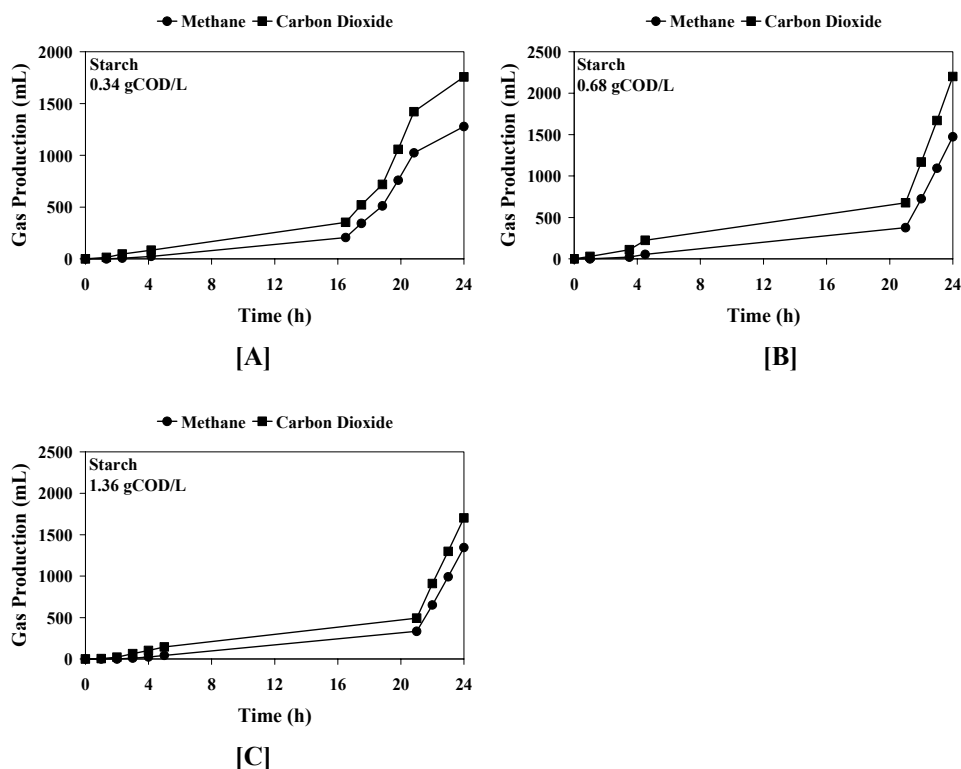 Methane Carbon Dioxide
Starch
0.34 gCOD/L
Gas Production (mL)
2000
1500
1000
500
0
0 4 8 12 16 20 24
Time (h)
[A]
Methane Carbon Dioxide
Starch
0.68 gCOD/L
Gas Production (mL)
2500
2000
1500
1000
500
0
0 4 8 12 16 20 24
Time (h)
[B]
Methane Carbon Dioxide
Starch
1.36 gCOD/L
Gas Production (mL)
2500
2000
1500
1000
500
0
0 4 8 12 16 20 24
Time (h)
[C]